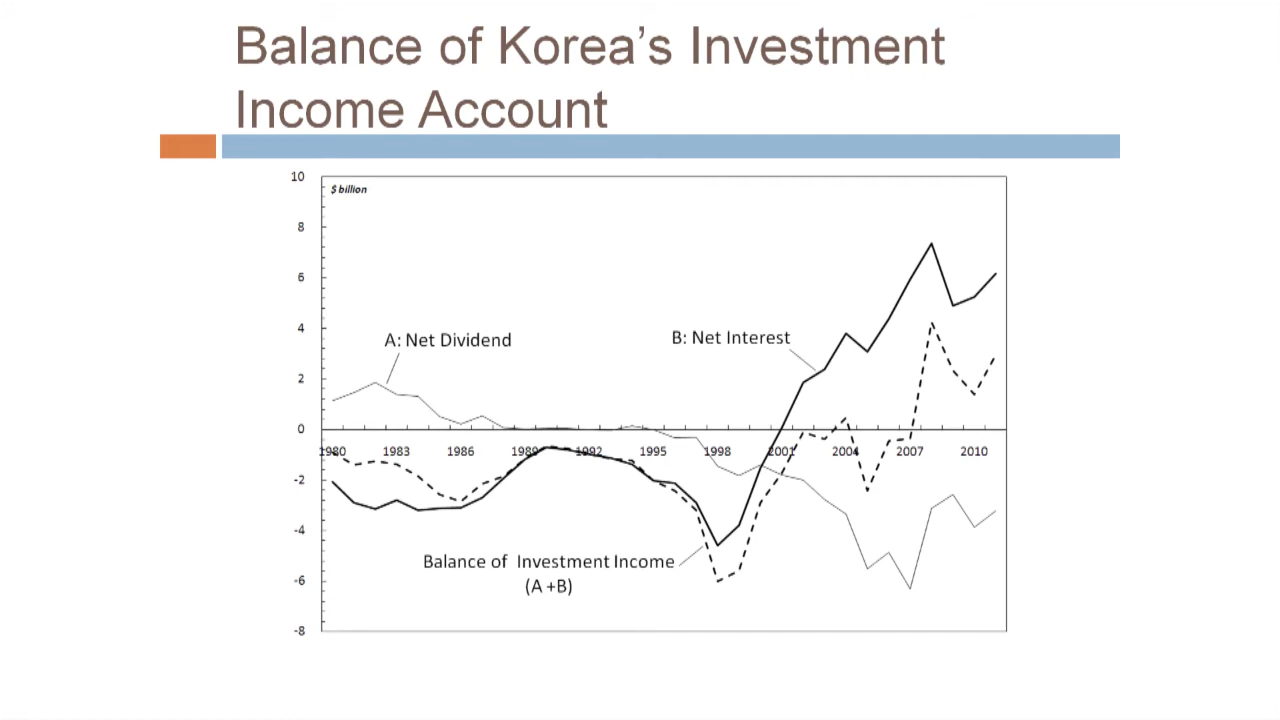 Balance of Korea's Investment
Income Account
10
$ billion
8
6
4
A: Net Dividend
B: Net Interest
2
0
1980 1983 1986 1989 1992 1995 1998 2001 2004 2007 2010
-2
-4
Balance of Investment Income
(A +B)
-6
-8